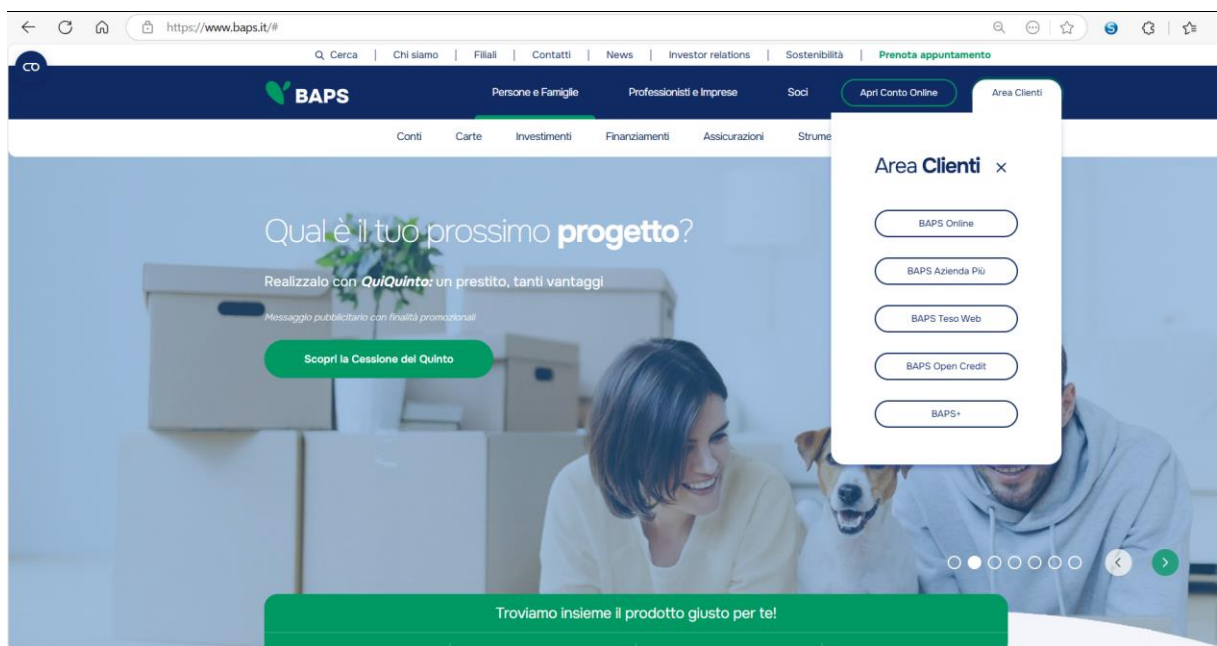 https://www.baps.it/#
Cerca | Chi siamo | Filiali | Contatti | News | Investor relations | Sostenibilità | Prenota appuntamento
BAPS Persone e Famiglie Professionisti e Imprese Soci Apri Conto Online Area Clienti
Conti Carte Investimenti Finanziamenti Assicurazioni Strume
Area Clienti ×
BAPS Online
BAPS Azienda Più
BAPS Teso Web
BAPS Open Credit
BAPS+
Qual è il tuo prossimo progetto?
Realizzalo con QuiQuinto: un prestito, tanti vantaggi
Messaggio pubblicitario con finalità promozionali
Scopri la Cessione del Quinto
Troviamo insieme il prodotto giusto per te!